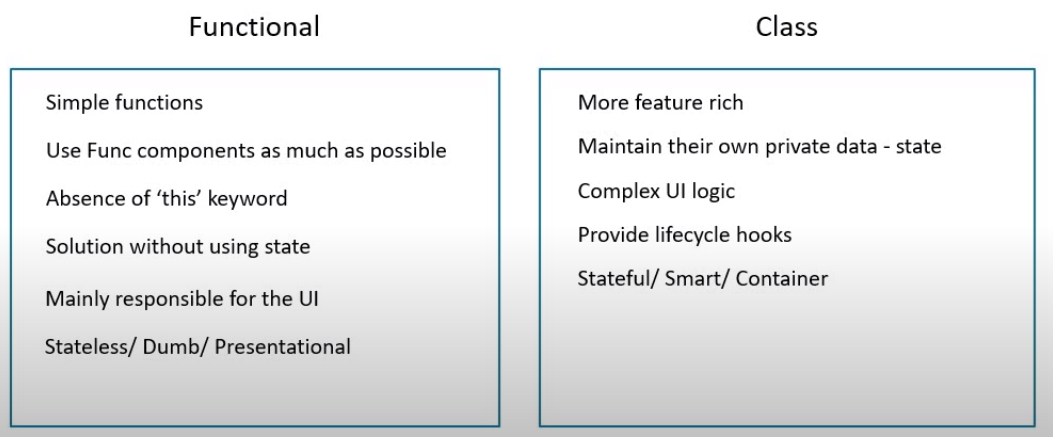 Functional
Simple functions
Use Func components as much as possible
Absence of ‘this’ keyword
Solution without using state
Mainly responsible for the UI
Stateless/ Dumb/ Presentational
Class
More feature rich
Maintain their own private data - state
Complex UI logic
Provide lifecycle hooks
Stateful/ Smart/ Container